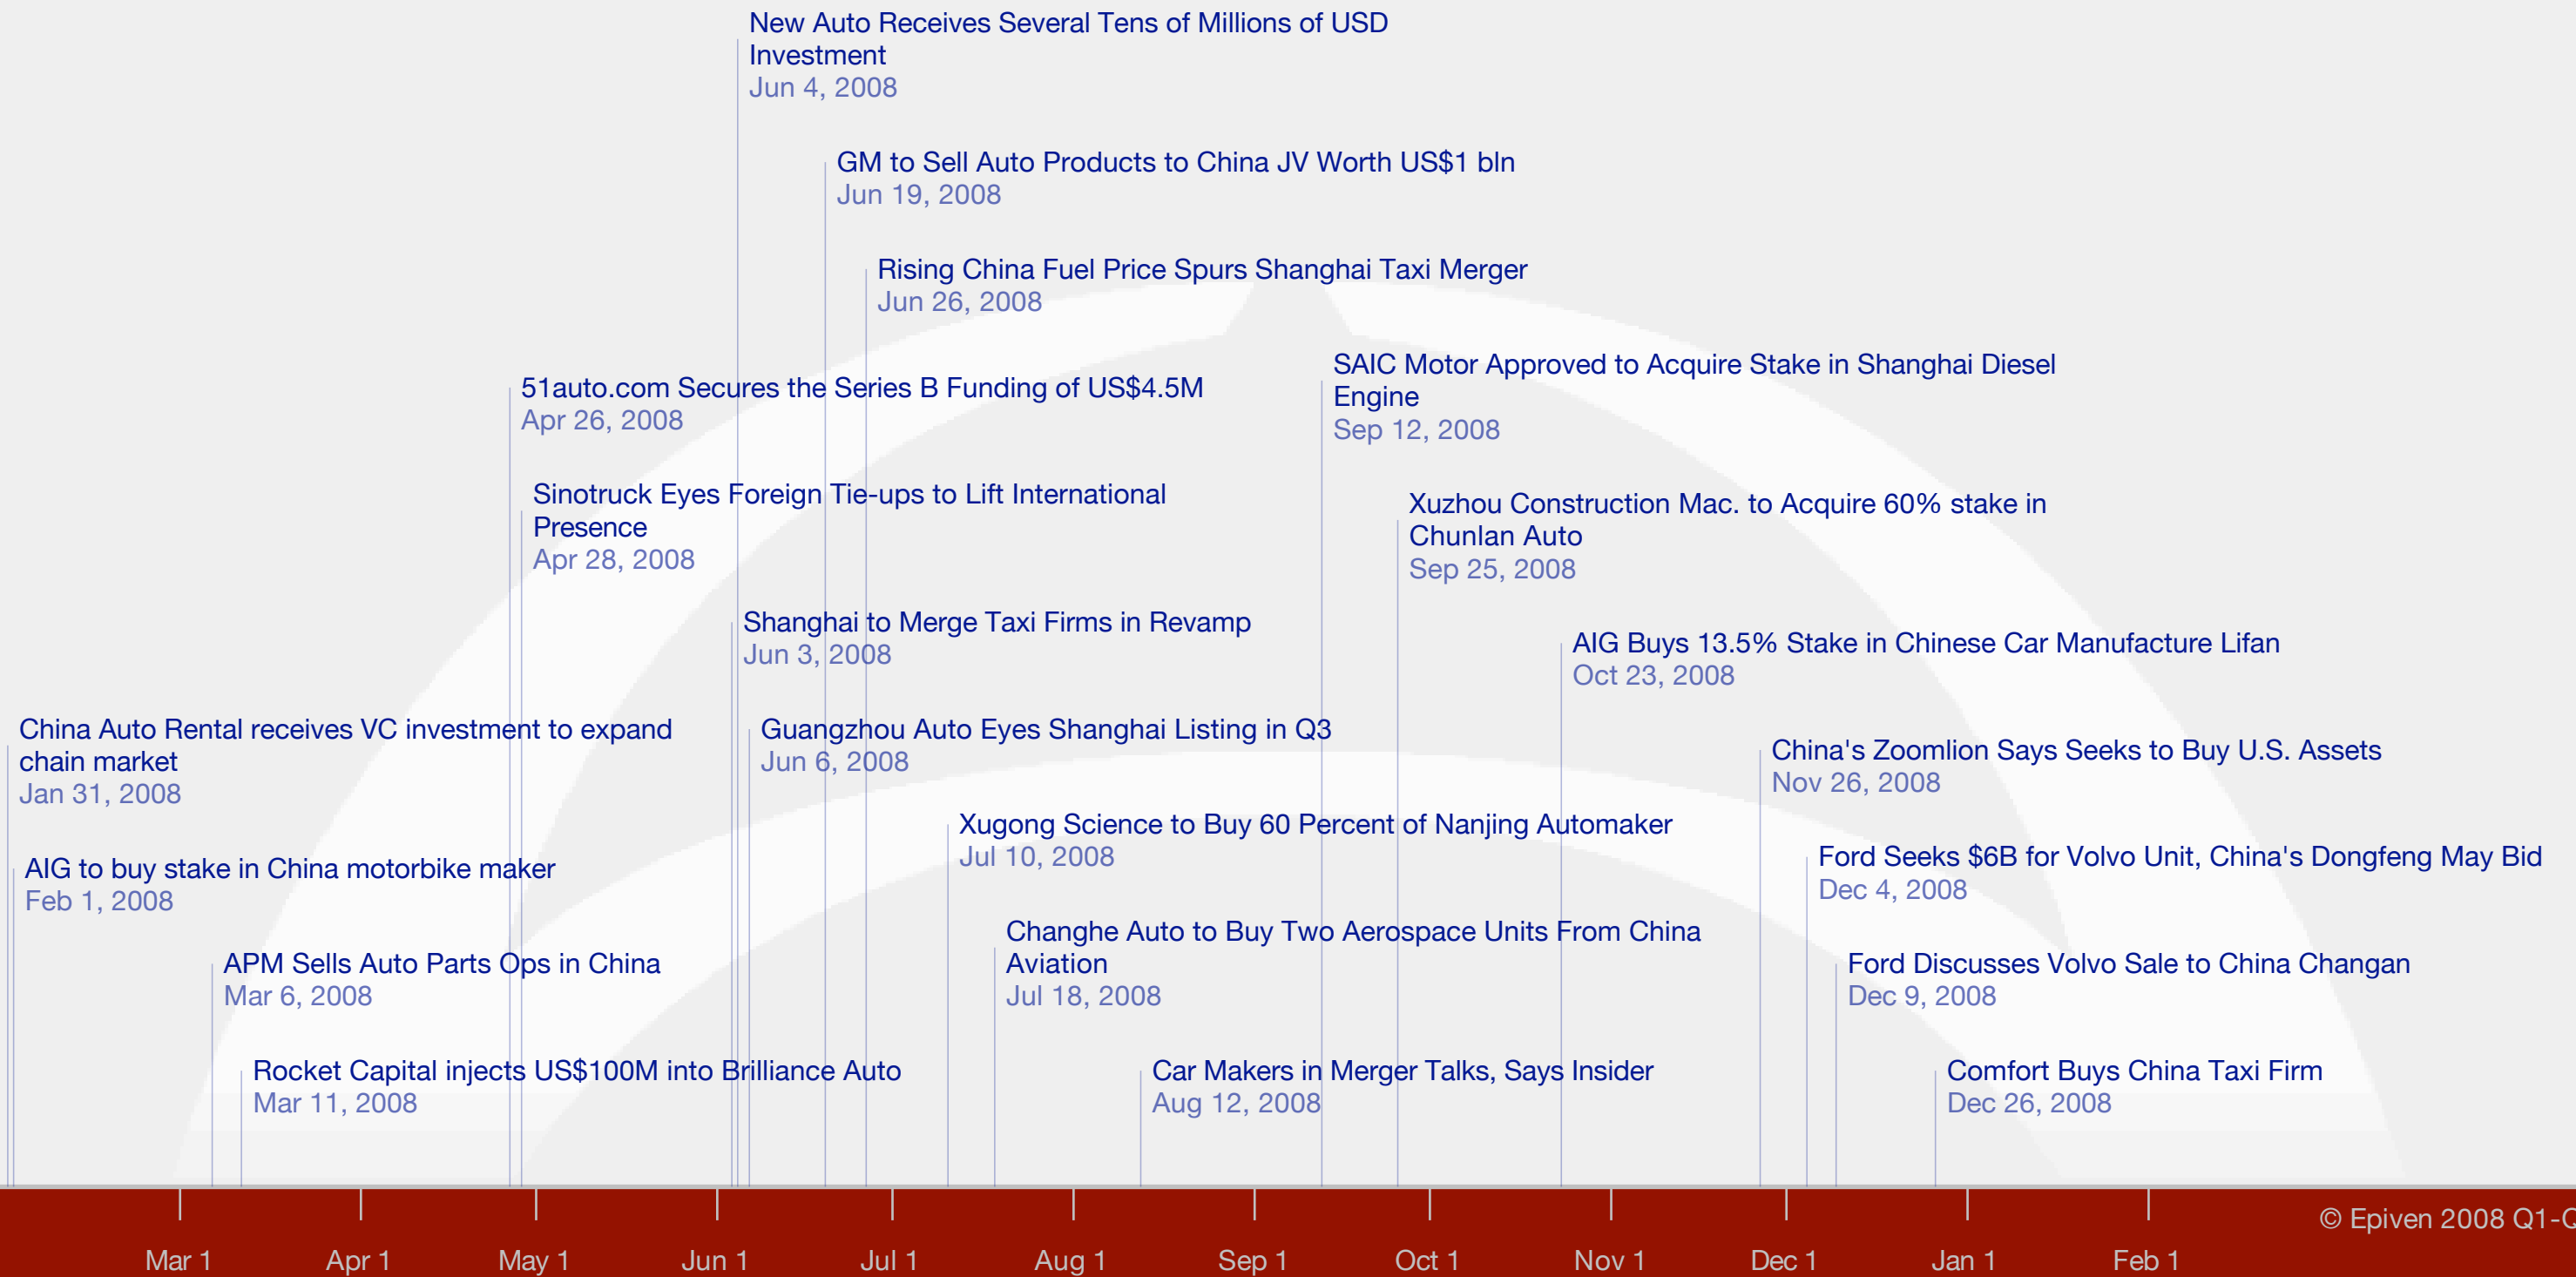 New Auto Receives Several Tens of Millions of USD
Investment
Jun 4, 2008
GM to Sell Auto Products to China JV Worth US$1 bln
Jun 19, 2008
Rising China Fuel Price Spurs Shanghai Taxi Merger
Jun 26, 2008
51auto.com Secures the Series B Funding of US$4.5M
Apr 26, 2008
SAIC Motor Approved to Acquire Stake in Shanghai Diesel
Engine
Sep 12, 2008
Sinotruck Eyes Foreign Tie-ups to Lift International
Presence
Apr 28, 2008
Xuzhou Construction Mac. to Acquire 60% stake in
Chunlan Auto
Sep 25, 2008
Shanghai to Merge Taxi Firms in Revamp
Jun 3, 2008
AIG Buys 13.5% Stake in Chinese Car Manufacture Lifan
Oct 23, 2008
China Auto Rental receives VC investment to expand
chain market
Jan 31, 2008
Guangzhou Auto Eyes Shanghai Listing in Q3
Jun 6, 2008
China's Zoomlion Says Seeks to Buy U.S. Assets
Nov 26, 2008
Xugong Science to Buy 60 Percent of Nanjing Automaker
Jul 10, 2008
AIG to buy stake in China motorbike maker
Feb 1, 2008
Ford Seeks $6B for Volvo Unit, China's Dongfeng May Bid
Dec 4, 2008
Changhe Auto to Buy Two Aerospace Units From China
Aviation
Jul 18, 2008
APM Sells Auto Parts Ops in China
Mar 6, 2008
Ford Discusses Volvo Sale to China Changan
Dec 9, 2008
Rocket Capital injects US$100M into Brilliance Auto
Mar 11, 2008
Car Makers in Merger Talks, Says Insider
Aug 12, 2008
Comfort Buys China Taxi Firm
Dec 26, 2008
© Epiven 2008 Q1-Q
Mar 1 Apr 1 May 1 Jun 1 Jul 1 Aug 1 Sep 1 Oct 1 Nov 1 Dec 1 Jan 1 Feb 1